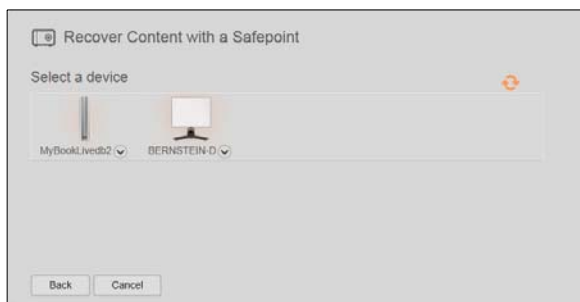 Recover Content with a Safepoint
Select a device
MyBookLivedb2 BERNSTEIN-D
Back Cancel